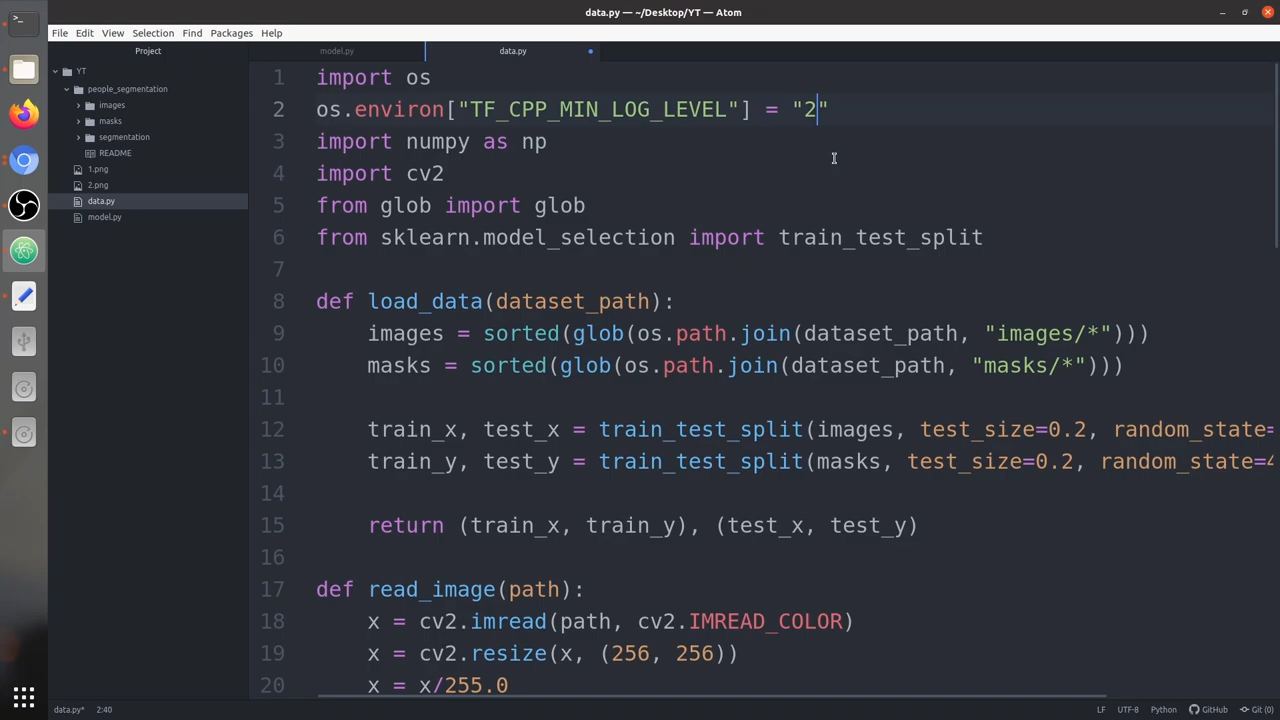 data.py — ~/Desktop/YT — Atom
File Edit View Selection Find Packages Help
Project
model.py
data.py
YT
people_segmentation
images
masks
segmentation
README
1.png
2.png
data.py
model.py
1 import os
2 os.environ["TF_CPP_MIN_LOG_LEVEL"] = "2"
3 import numpy as np
4 import cv2
5 from glob import glob
6 from sklearn.model_selection import train_test_split
7
8 def load_data(dataset_path):
9 images = sorted(glob(os.path.join(dataset_path, "images/*")))
10 masks = sorted(glob(os.path.join(dataset_path, "masks/*")))
11
12 train_x, test_x = train_test_split(images, test_size=0.2, random_state=
13 train_y, test_y = train_test_split(masks, test_size=0.2, random_state=4
14
15 return (train_x, train_y), (test_x, test_y)
16
17 def read_image(path):
18 x = cv2.imread(path, cv2.IMREAD_COLOR)
19 x = cv2.resize(x, (256, 256))
20 x = x/255.0
data.py* 2:40 LF UTF-8 Python GitHub Git (0)